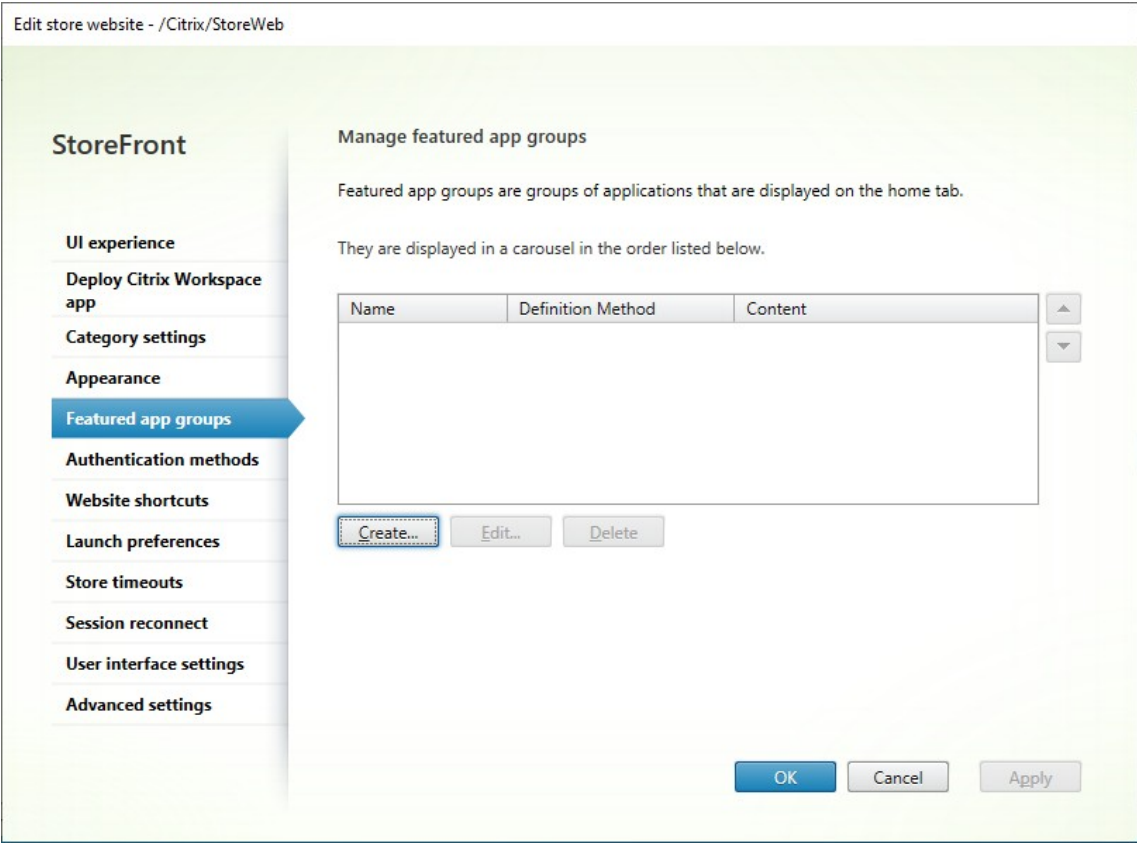 Edit store website - /Citrix/StoreWeb
StoreFront
UI experience
Deploy Citrix Workspace
app
Category settings
Appearance
Featured app groups
Authentication methods
Website shortcuts
Launch preferences
Store timeouts
Session reconnect
User interface settings
Advanced settings
Manage featured app groups
Featured app groups are groups of applications that are displayed on the home tab.
They are displayed in a carousel in the order listed below.
Name Definition Method Content
Create... Edit... Delete
OK Cancel Apply